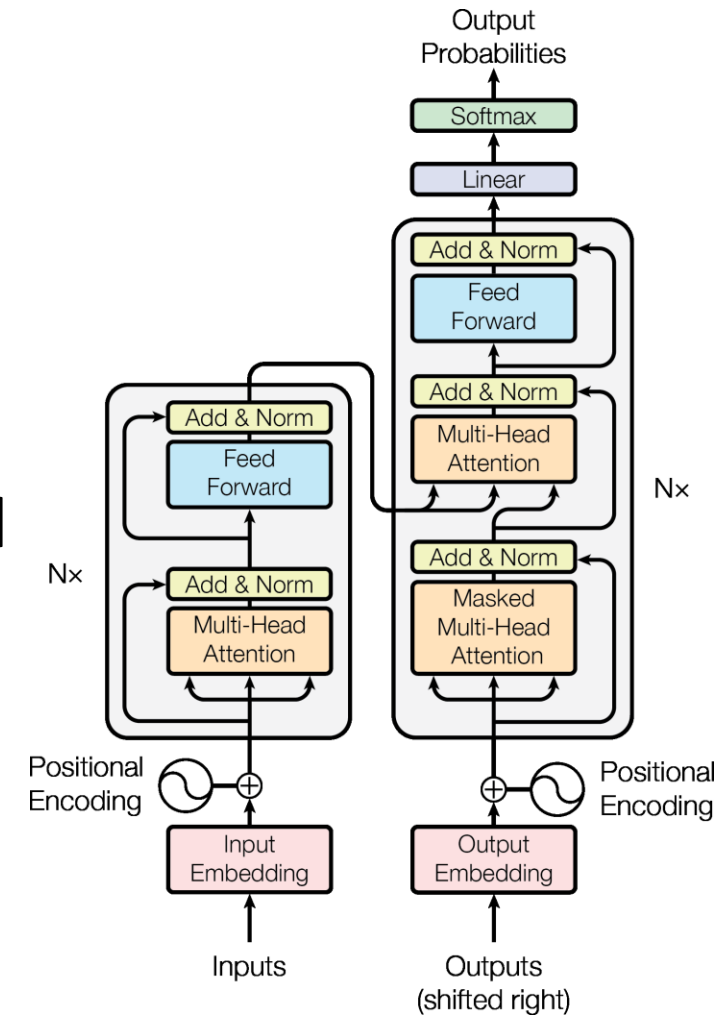 Output
Probabilities
Softmax
Linear
Add & Norm
Feed
Forward
Add & Norm
Multi-Head
Attention
Add & Norm
Masked
Multi-Head
Attention
Nx
Add & Norm
Feed
Forward
Add & Norm
Multi-Head
Attention
Nx
Positional
Encoding
Positional
Encoding
Input
Embedding
Output
Embedding
Inputs
Outputs
(shifted right)